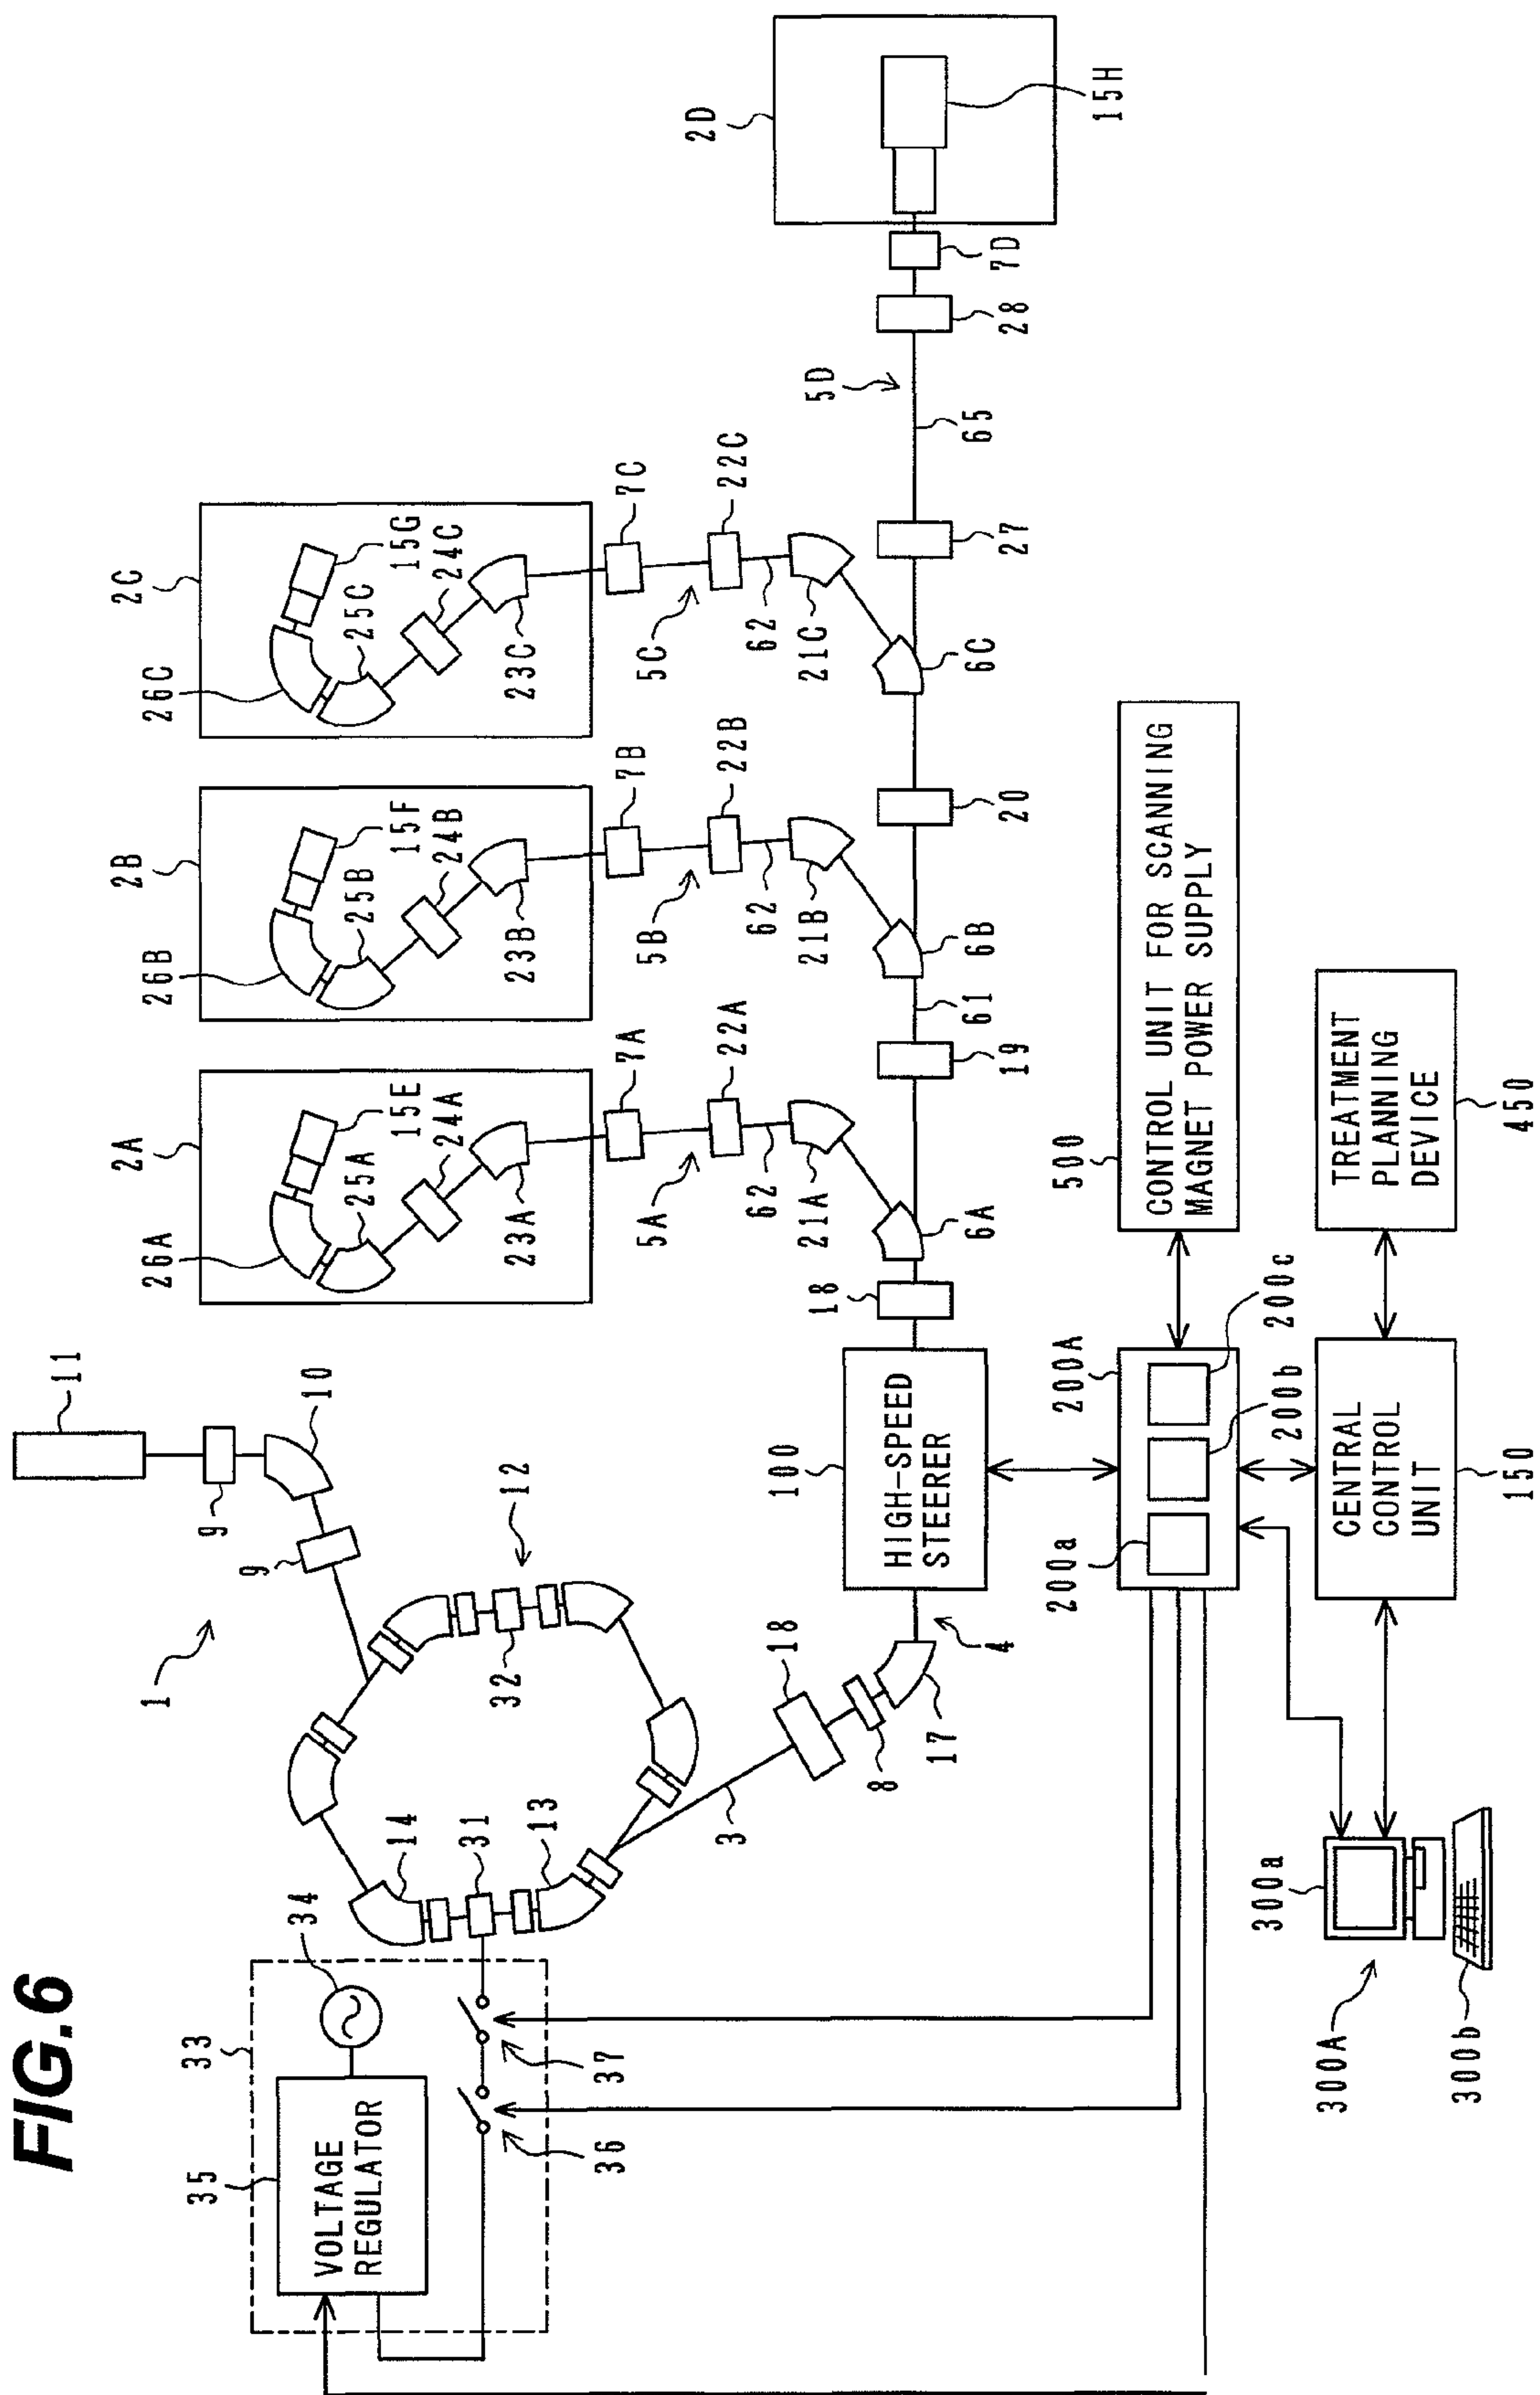 FIG.6
35
VOLTAGE
REGULATOR
33
34
36
37
14
31
13
1
9
9
10
11
12
32
3
18
8
17
4
100
HIGH-SPEED
STEERER
18
26A
2A
25A
15E
24A
23A
5A
7A
22A
62
21A
6A
19
61
26B
2B
25B
15F
24B
23B
5B
7B
22B
62
21B
6B
20
26C
2C
25C
15G
24C
23C
5C
7C
22C
62
21C
6C
27
65
5D
28
7D
2D
15H
200a
200A
200b
200c
500
CONTROL UNIT FOR SCANNING
MAGNET POWER SUPPLY
CENTRAL
CONTROL
UNIT
150
TREATMENT
PLANNING
DEVICE
450
300A
300a
300b